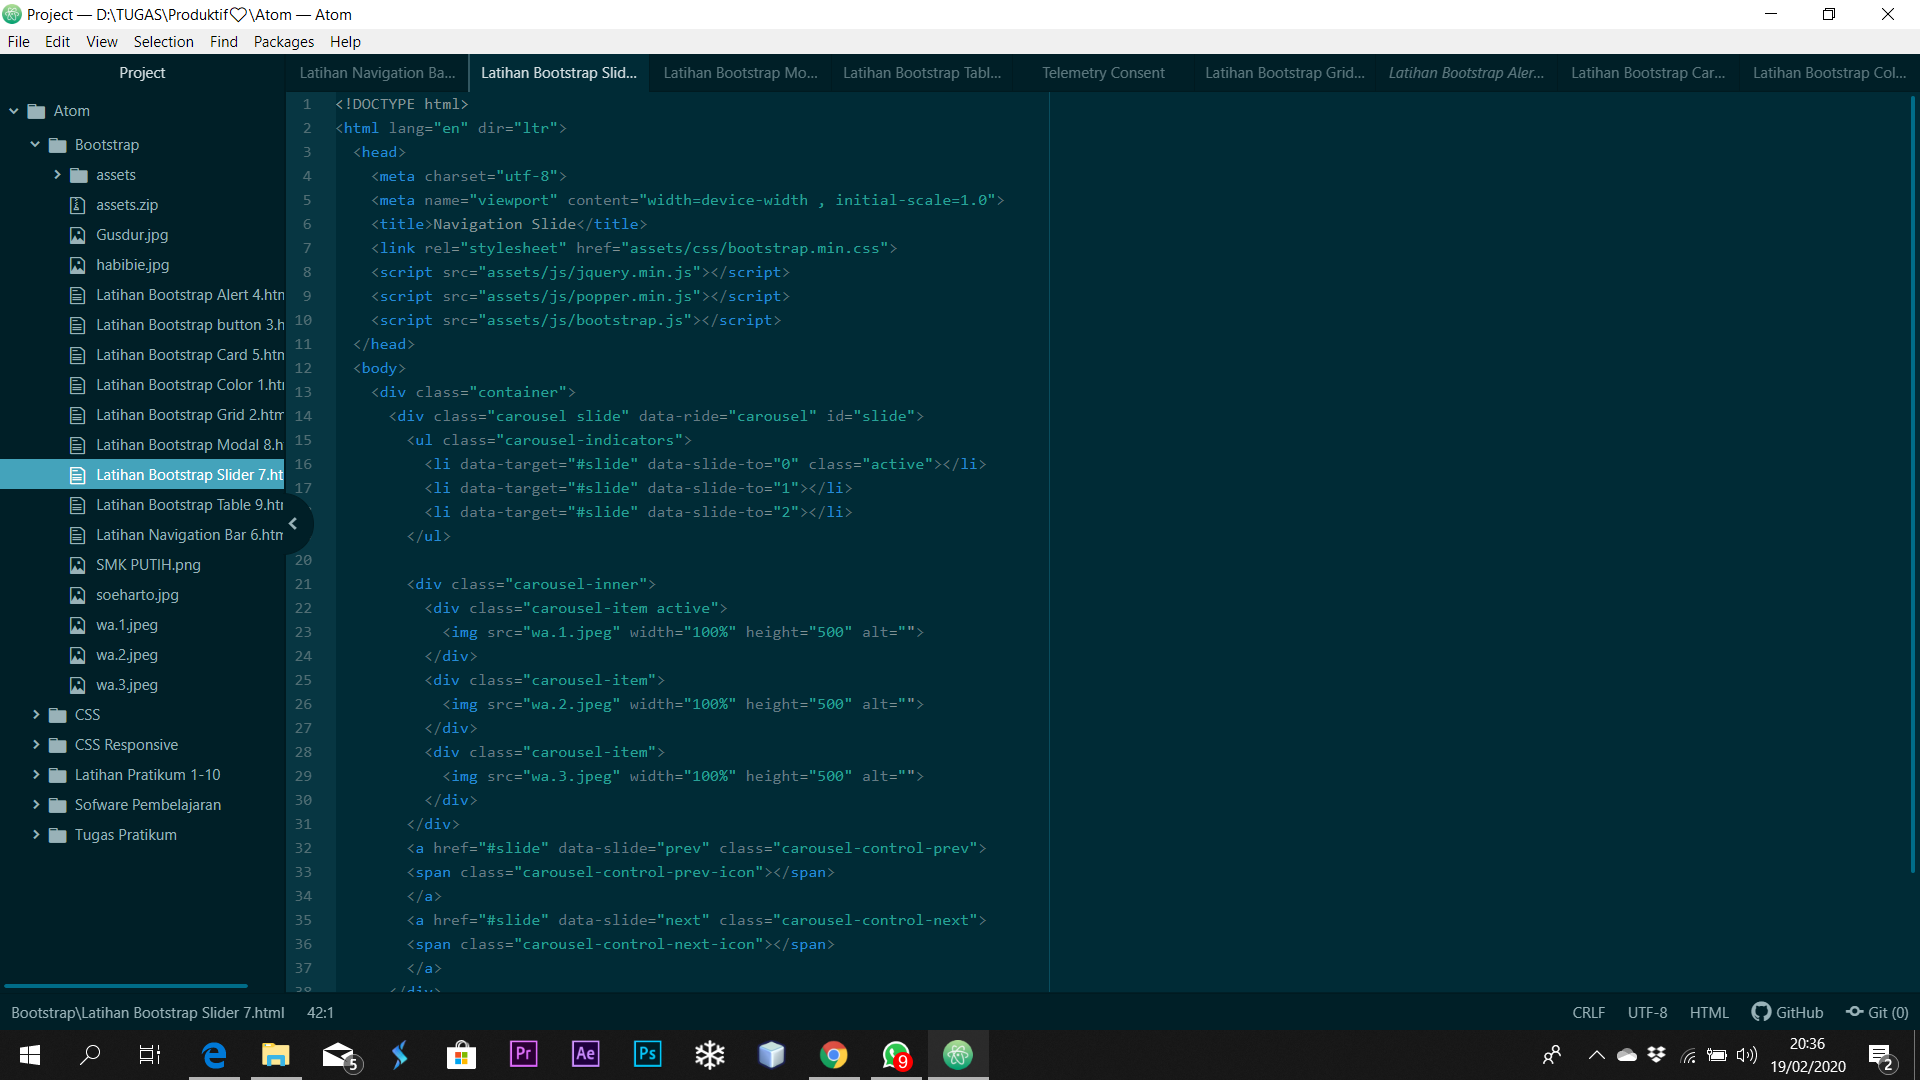 Project — D:\TUGAS\Produktif♡\Atom — Atom
File Edit View Selection Find Packages Help
Project
Atom
Bootstrap
assets
assets.zip
Gusdur.jpg
habibie.jpg
Latihan Bootstrap Alert 4.htm
Latihan Bootstrap button 3.h
Latihan Bootstrap Card 5.htm
Latihan Bootstrap Color 1.htm
Latihan Bootstrap Grid 2.htm
Latihan Bootstrap Modal 8.h
Latihan Bootstrap Slider 7.ht
Latihan Bootstrap Table 9.htm
Latihan Navigation Bar 6.htm
SMK PUTIH.png
soeharto.jpg
wa.1.jpeg
wa.2.jpeg
wa.3.jpeg
CSS
CSS Responsive
Latihan Pratikum 1-10
Sofware Pembelajaran
Tugas Pratikum
Latihan Navigation Ba... Latihan Bootstrap Slid... Latihan Bootstrap Mo... Latihan Bootstrap Tabl... Telemetry Consent Latihan Bootstrap Grid... Latihan Bootstrap Aler... Latihan Bootstrap Car... Latihan Bootstrap Col...
1 <!DOCTYPE html>
2 <html lang="en" dir="ltr">
3 <head>
4 <meta charset="utf-8">
5 <meta name="viewport" content="width=device-width , initial-scale=1.0">
6 <title>Navigation Slide</title>
7 <link rel="stylesheet" href="assets/css/bootstrap.min.css">
8 <script src="assets/js/jquery.min.js"></script>
9 <script src="assets/js/popper.min.js"></script>
10 <script src="assets/js/bootstrap.js"></script>
11 </head>
12 <body>
13 <div class="container">
14 <div class="carousel slide" data-ride="carousel" id="slide">
15 <ul class="carousel-indicators">
16 <li data-target="#slide" data-slide-to="0" class="active"></li>
17 <li data-target="#slide" data-slide-to="1"></li>
<li data-target="#slide" data-slide-to="2"></li>
</ul>
20
21 <div class="carousel-inner">
22 <div class="carousel-item active">
23 <img src="wa.1.jpeg" width="100%" height="500" alt="">
24 </div>
25 <div class="carousel-item">
26 <img src="wa.2.jpeg" width="100%" height="500" alt="">
27 </div>
28 <div class="carousel-item">
29 <img src="wa.3.jpeg" width="100%" height="500" alt="">
30 </div>
31 </div>
32 <a href="#slide" data-slide="prev" class="carousel-control-prev">
33 <span class="carousel-control-prev-icon"></span>
34 </a>
35 <a href="#slide" data-slide="next" class="carousel-control-next">
36 <span class="carousel-control-next-icon"></span>
37 </a>
38 </div>
Bootstrap\Latihan Bootstrap Slider 7.html 42:1 CRLF UTF-8 HTML GitHub Git (0)
5 Pr Ae Ps 9 20:36 2
19/02/2020